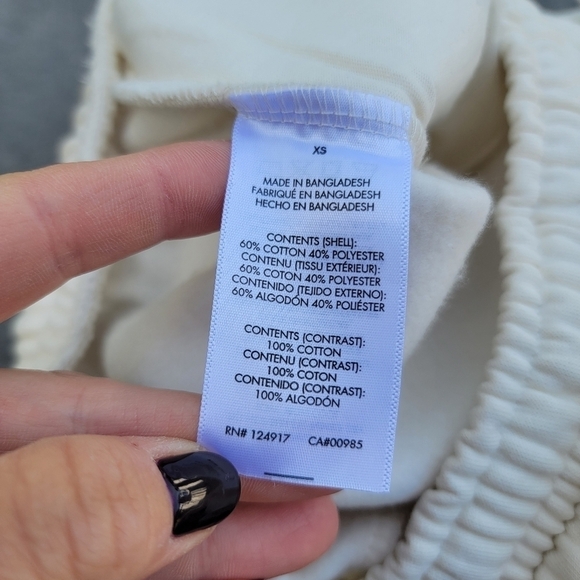 XS
MADE IN BANGLADESH
FABRIQUÉ EN BANGLADESH
HECHO EN BANGLADESH
CONTENTS (SHELL):
60% COTTON 40% POLYESTER
CONTENU (TISSU EXTÉRIEUR):
60% COTON 40% POLYESTER
CONTENIDO (TEJIDO EXTERNO):
60% ALGODÓN 40% POLIÉSTER
CONTENTS (CONTRAST):
100% COTTON
CONTENU (CONTRAST):
100% COTON
CONTENIDO (CONTRAST):
100% ALGODÓN
RN# 124917 CA#00985